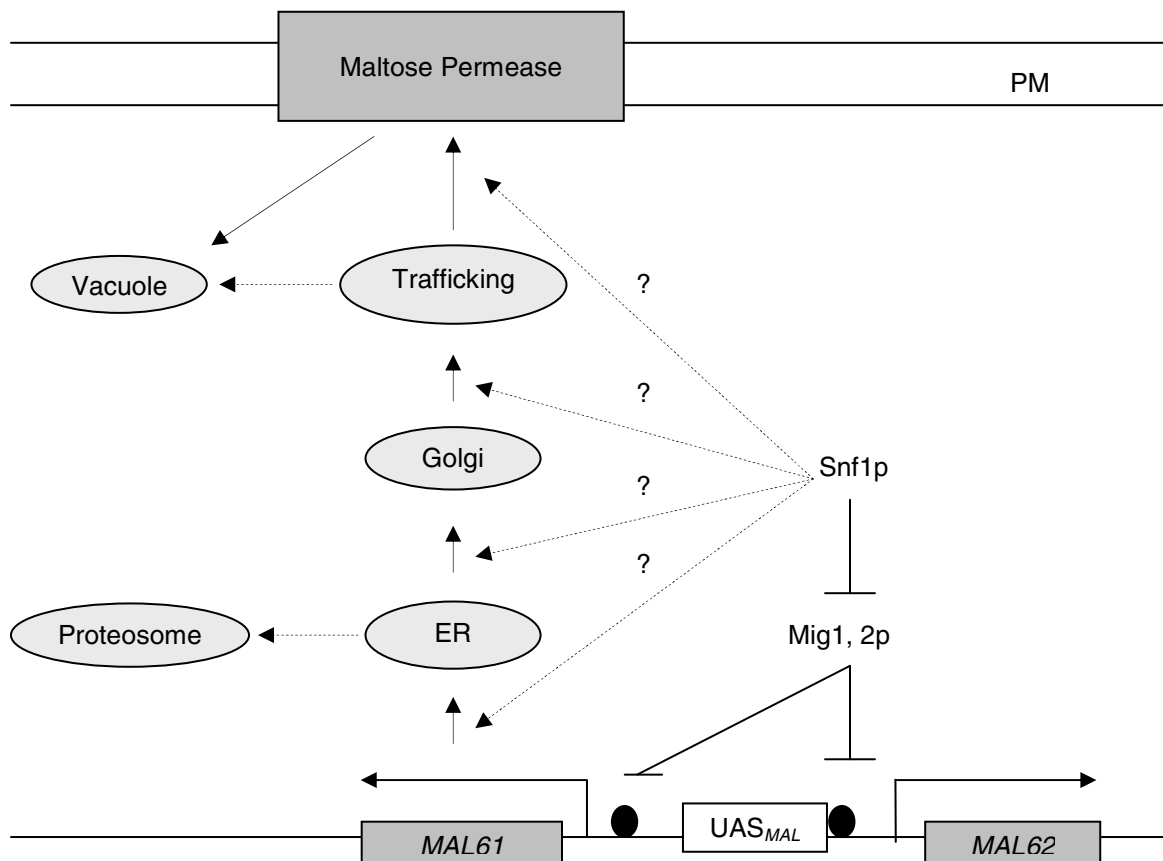 Maltose Permease
PM
Vacuole
Trafficking
?
?
Golgi
Snf1p
?
?
Proteosome
ER
Mig1, 2p
MAL61
UASMAL
MAL62